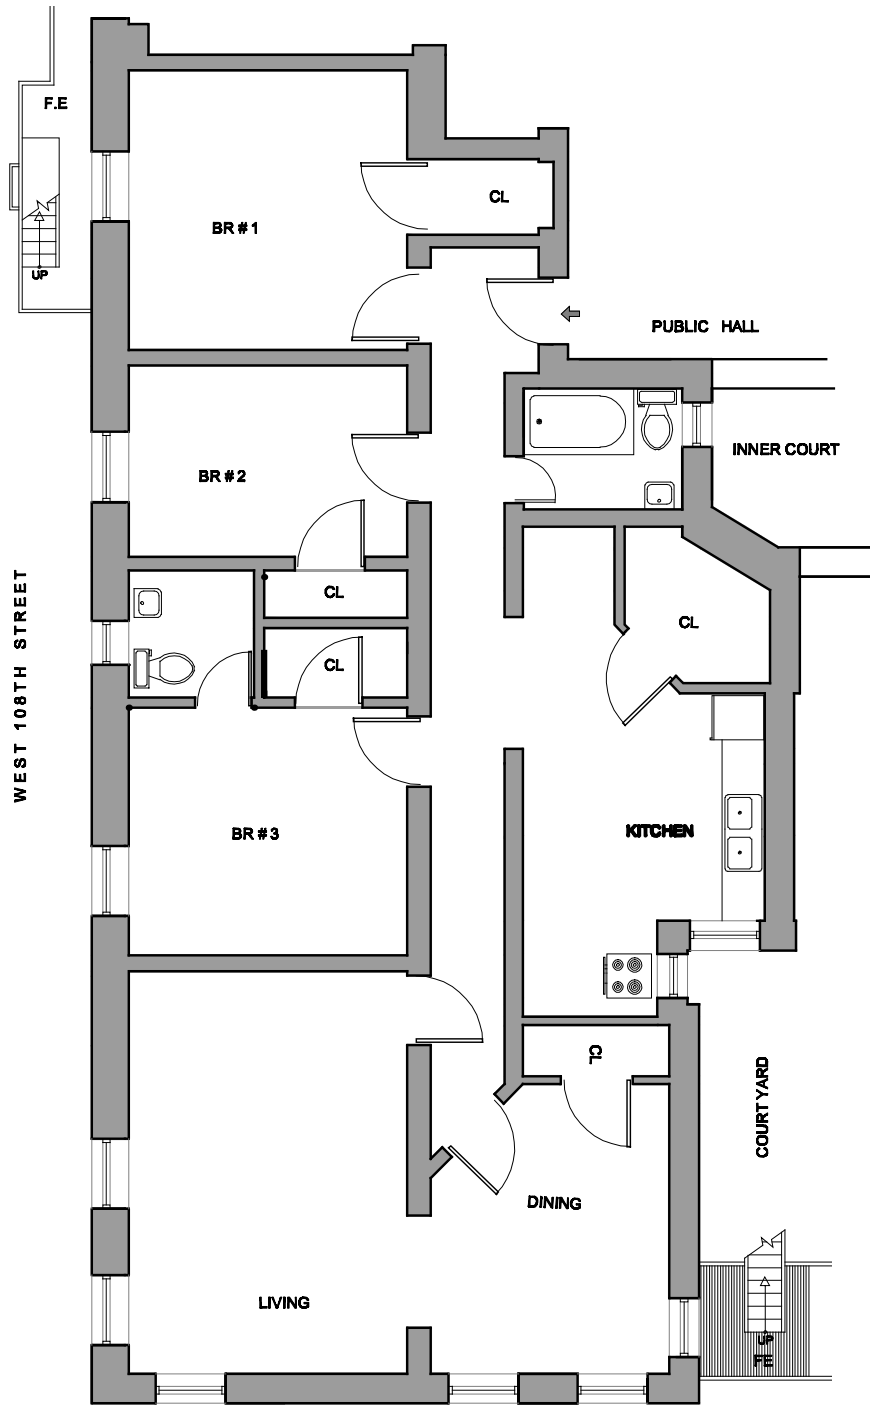 F.E
UP
CL
BR # 1
PUBLIC HALL
INNER COURT
BR # 2
CL
CL
CL
WEST 108TH STREET
BR # 3
KITCHEN
CL
COURTYARD
DINING
LIVING
UP
FE